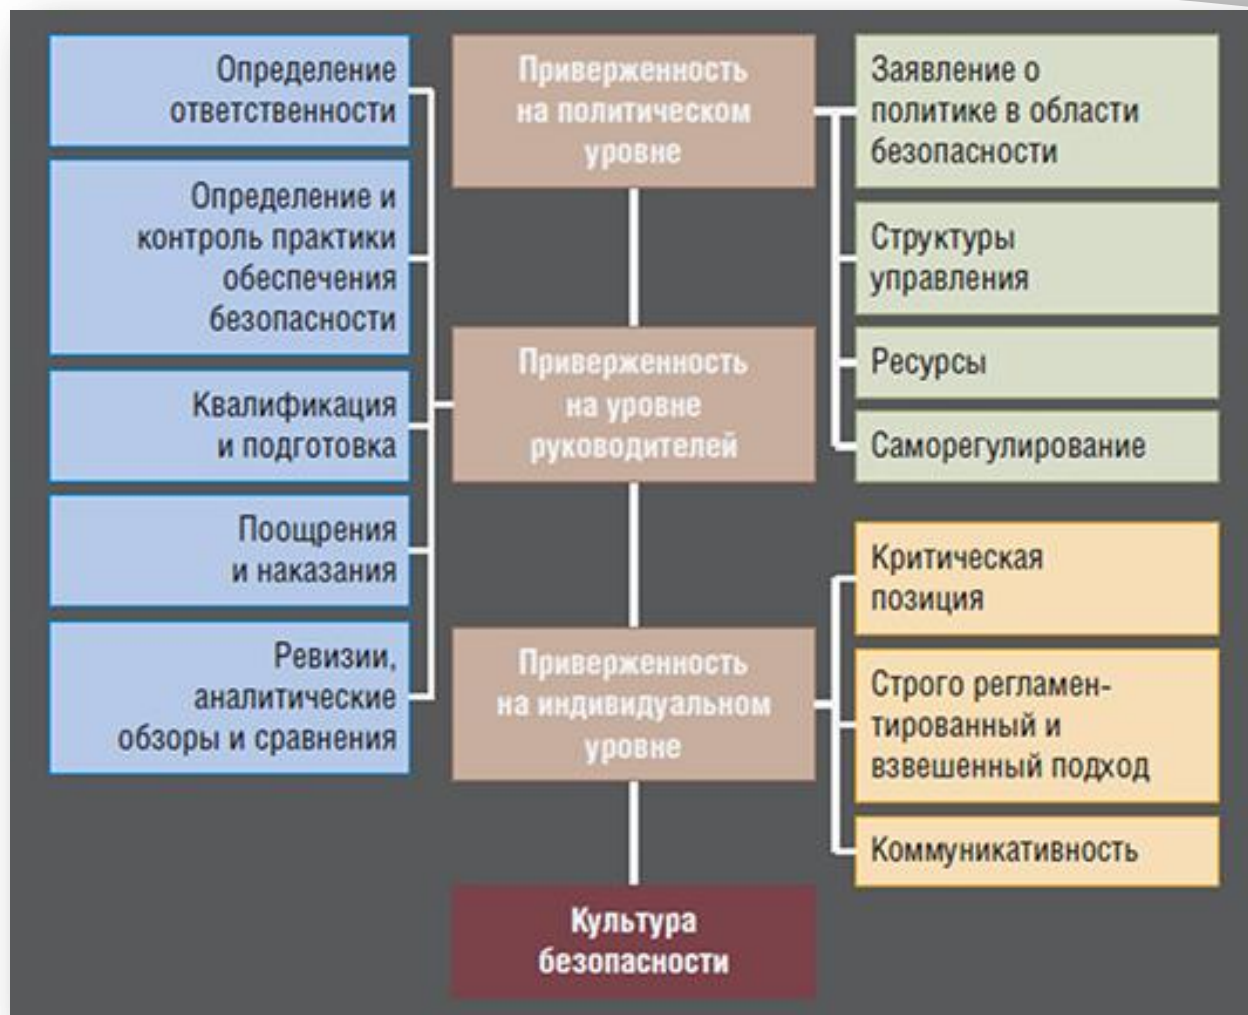 Определение
ответственности
Определение и
контроль практики
обеспечения
безопасности
Квалификация
и подготовка
Поощрения
и наказания
Ревизии,
аналитические
обзоры и сравнения
Приверженность
на политическом
уровне
Приверженность
на уровне
руководителей
Приверженность
на индивидуальном
уровне
Культура
безопасности
Заявление о
политике в области
безопасности
Структуры
управления
Ресурсы
Саморегулирование
Критическая
позиция
Строго регламен-
тированный и
взвешенный подход
Коммуникативность